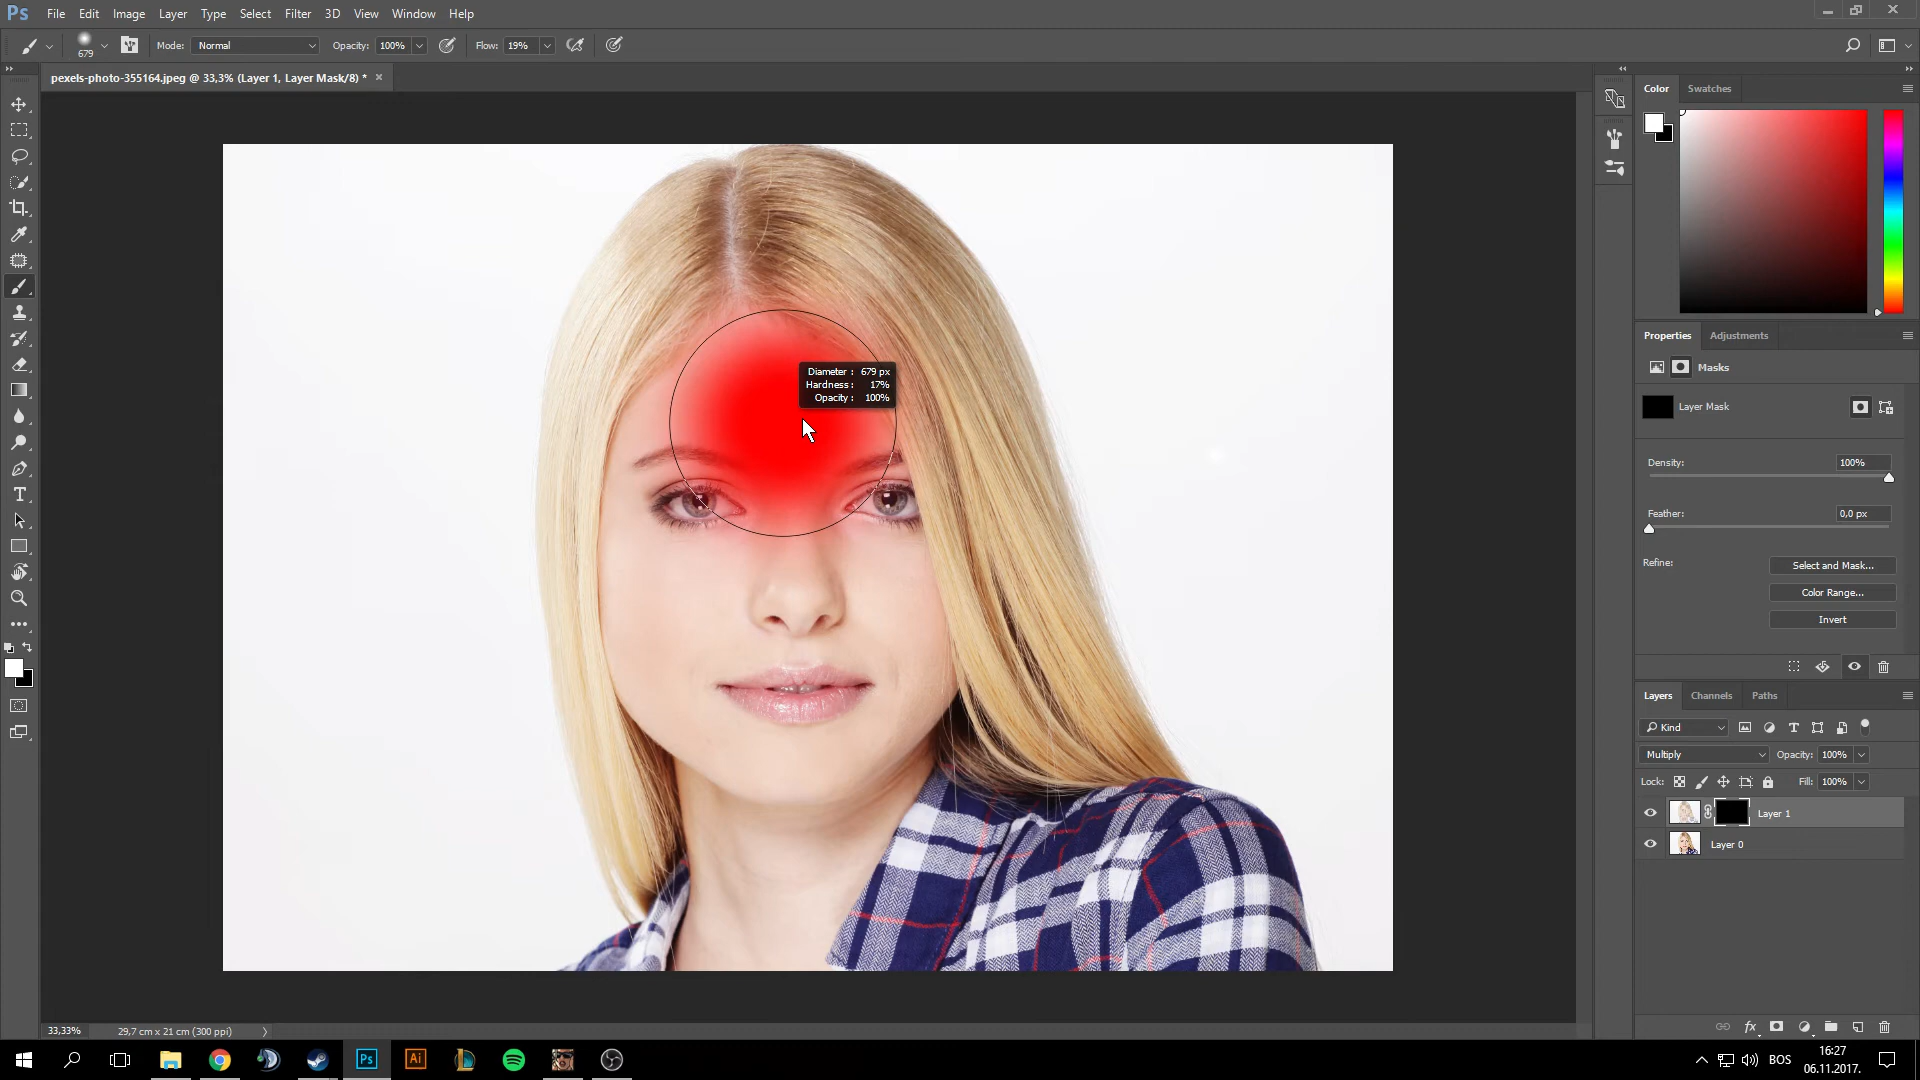 Ps File Edit Image Layer Type Select Filter 3D View Window Help
679 Mode: Normal Opacity: 100% Flow: 19%
pexels-photo-355164.jpeg @ 33,3% (Layer 1, Layer Mask/8) * ×
Color Swatches
Properties Adjustments
Masks
Diameter : 679 px
Hardness : 17%
Opacity : 100%
Layer Mask
Density: 100%
Feather: 0,0 px
Refine: Select and Mask...
Color Range...
Invert
Layers Channels Paths
Kind
Multiply Opacity: 100%
Lock: Fill: 100%
Layer 1
Layer 0
33,33% 29,7 cm x 21 cm (300 ppi)
Ps Ai BOS 16:27
06.11.2017.